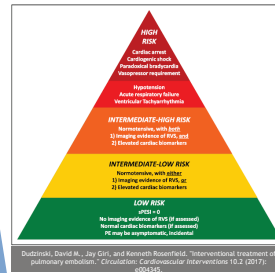 HIGH
RISK
Cardiac arrest
Cardiogenic shock
Paradoxical bradycardia
Vasopressor requirement
Hypotension
Acute respiratory failure
Ventricular Tachyarrhythmia
INTERMEDIATE-HIGH RISK
Normotensive, with both
1) Imaging evidence of RVS, and
2) Elevated cardiac biomarkers
INTERMEDIATE-LOW RISK
Normotensive, with either
1) Imaging evidence of RVS, or
2) Elevated cardiac biomarkers
LOW RISK
sPESI = 0
No imaging evidence of RVS (if assessed)
Normal cardiac biomarkers (if assessed)
PE may be asymptomatic, incidental
Dudzinski, David M., Jay Giri, and Kenneth Rosenfield. "Interventional treatment of
pulmonary embolism." Circulation: Cardiovascular Interventions 10.2 (2017):
e004345.